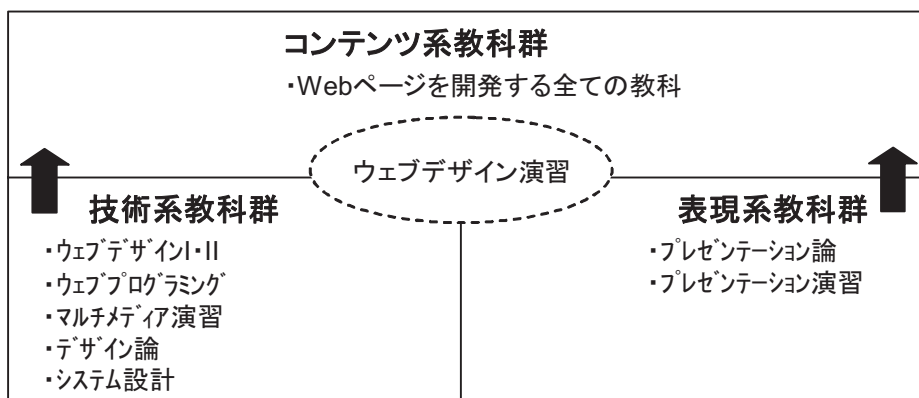 コンテンツ系教科群
・Webページを開発する全ての教科
ウェブデザイン演習
技術系教科群
・ウェブデザインI・II
・ウェブプログラミング
・マルチメディア演習
・デザイン論
・システム設計
表現系教科群
・プレゼンテーション論
・プレゼンテーション演習